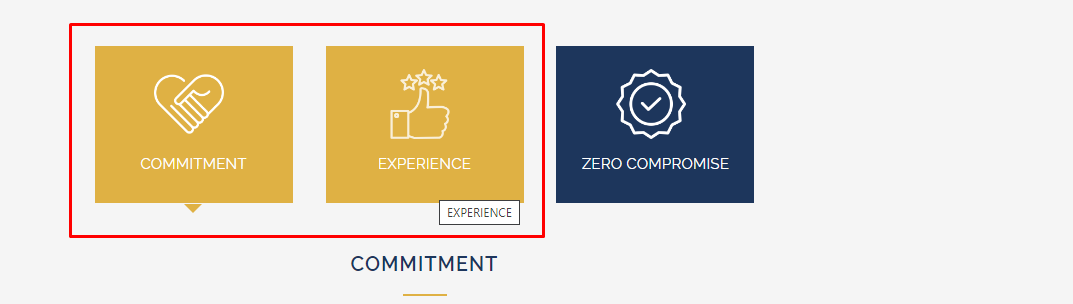 COMMITMENT
EXPERIENCE
ZERO COMPROMISE
EXPERIENCE
COMMITMENT